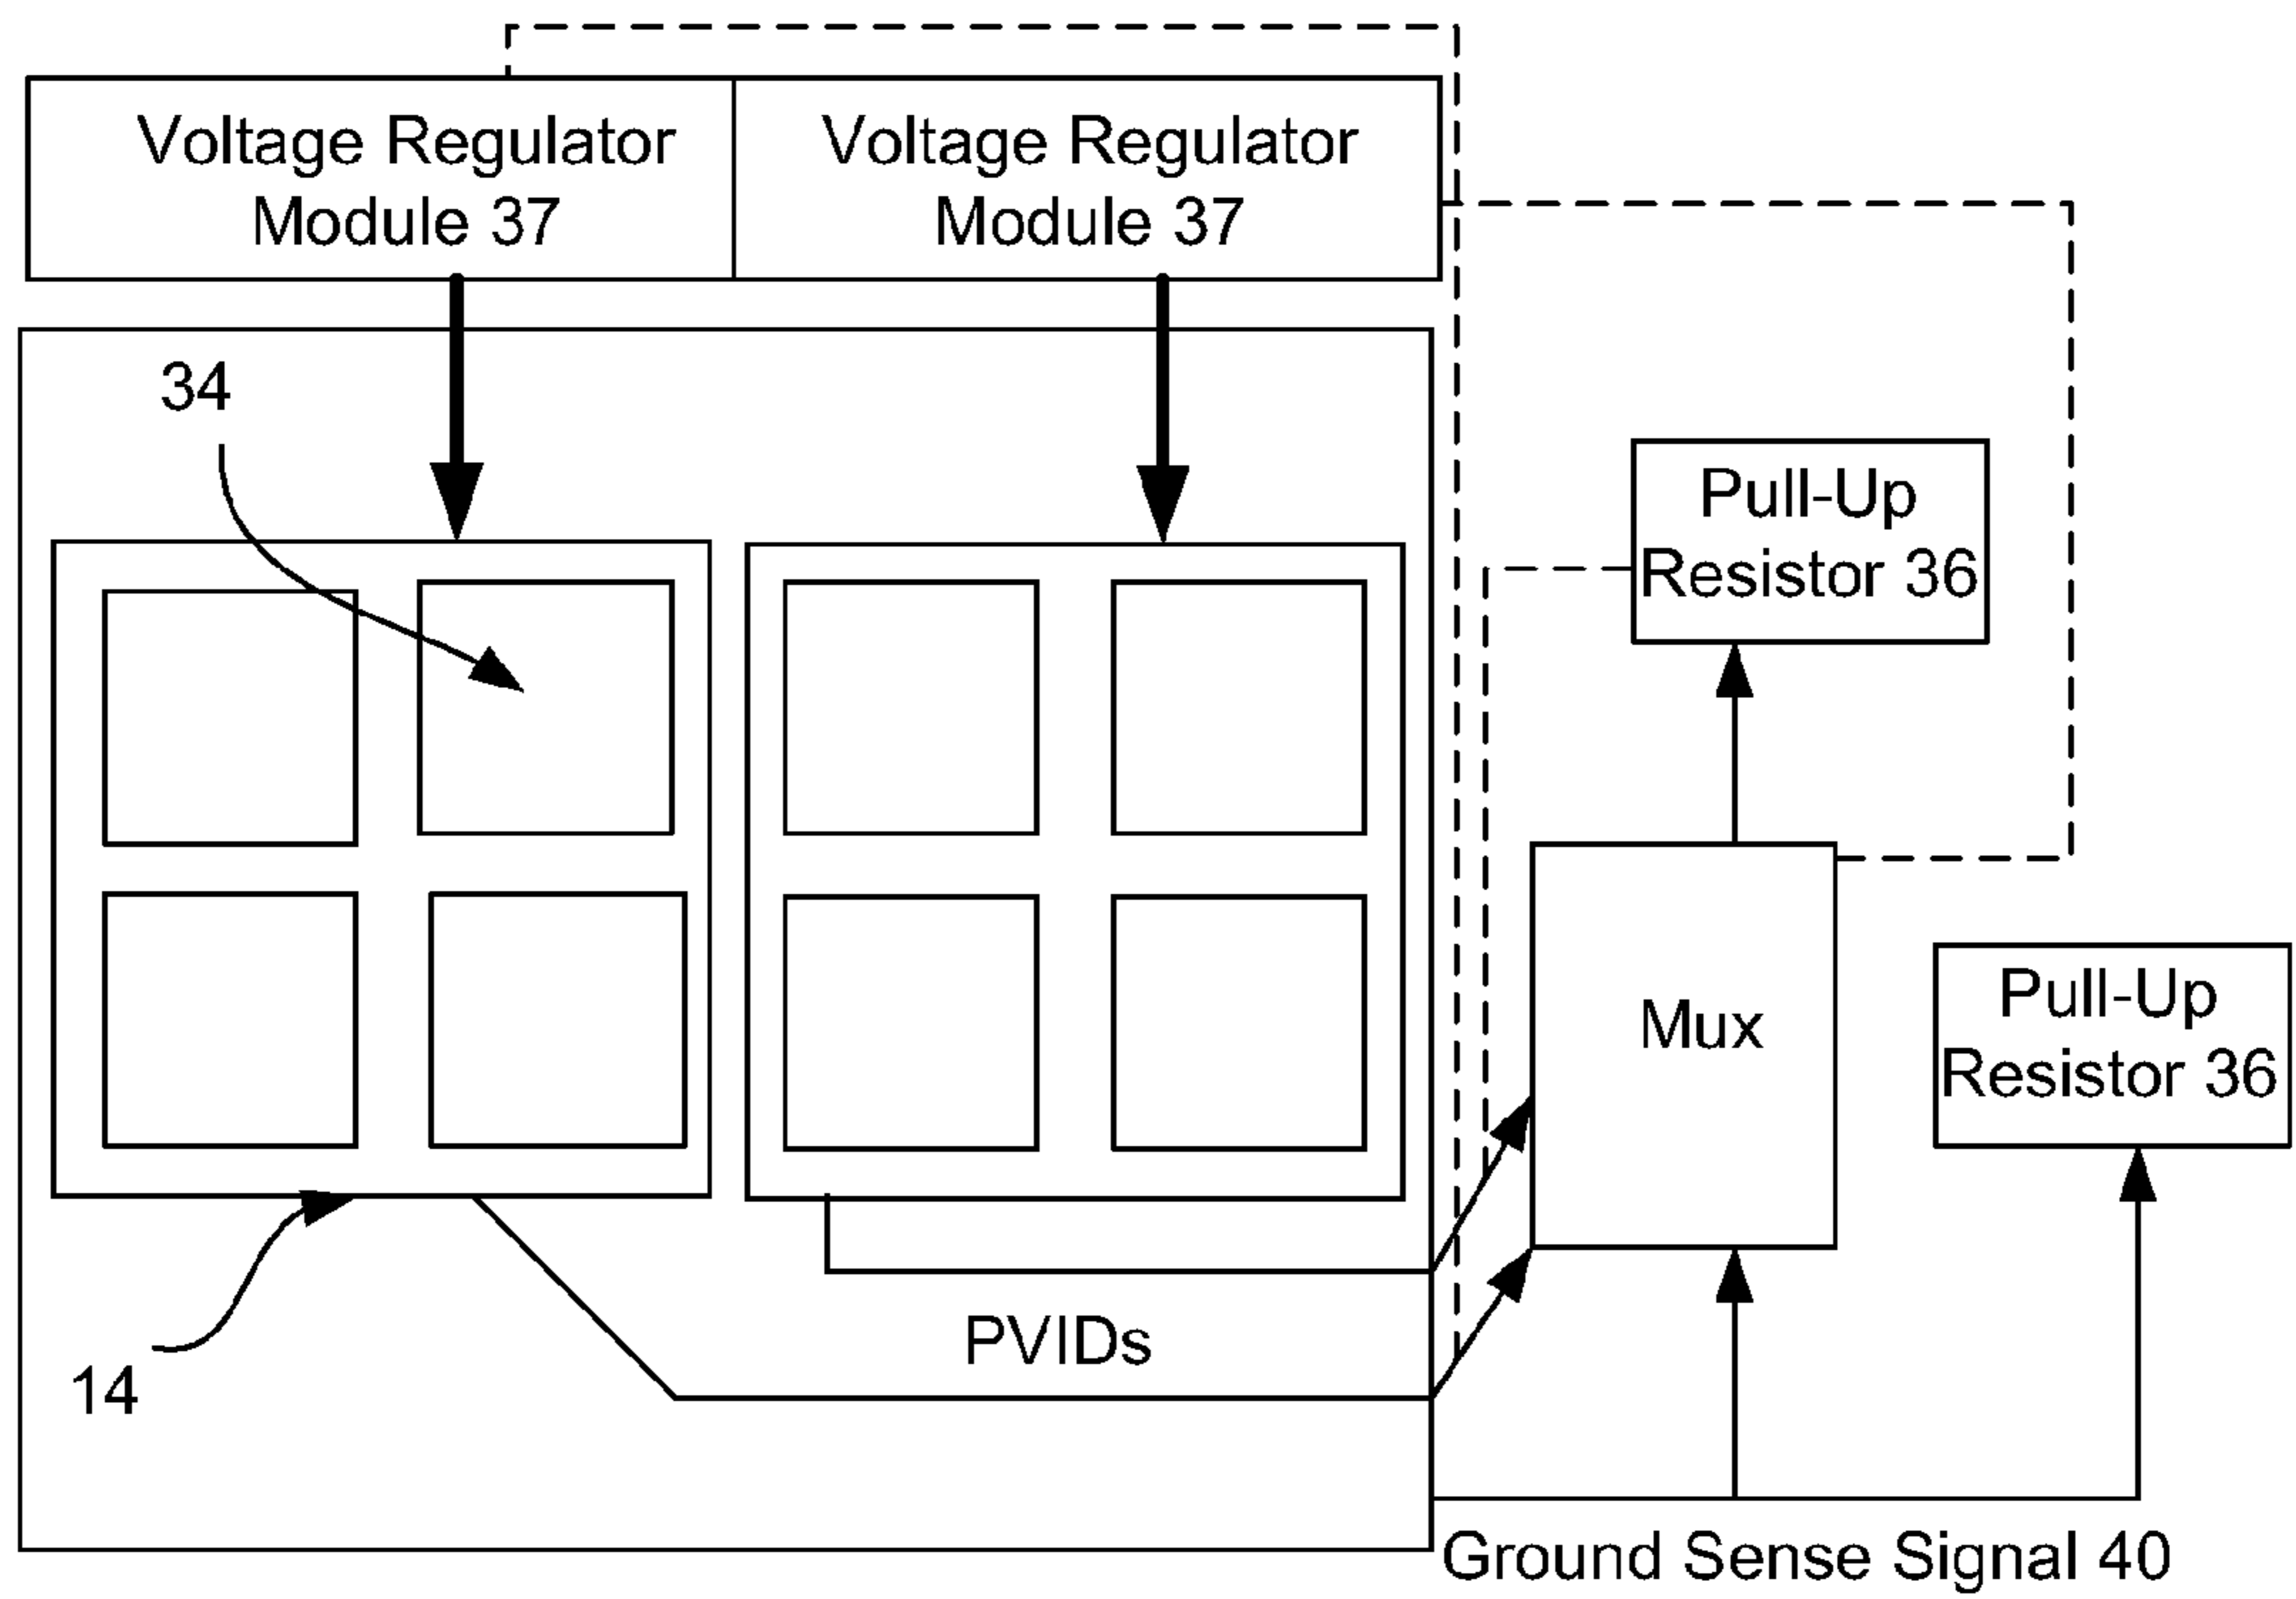 Voltage Regulator
Module 37
Voltage Regulator
Module 37
34
Pull-Up
Resistor 36
Mux
Pull-Up
Resistor 36
PVIDs
14
Ground Sense Signal 40